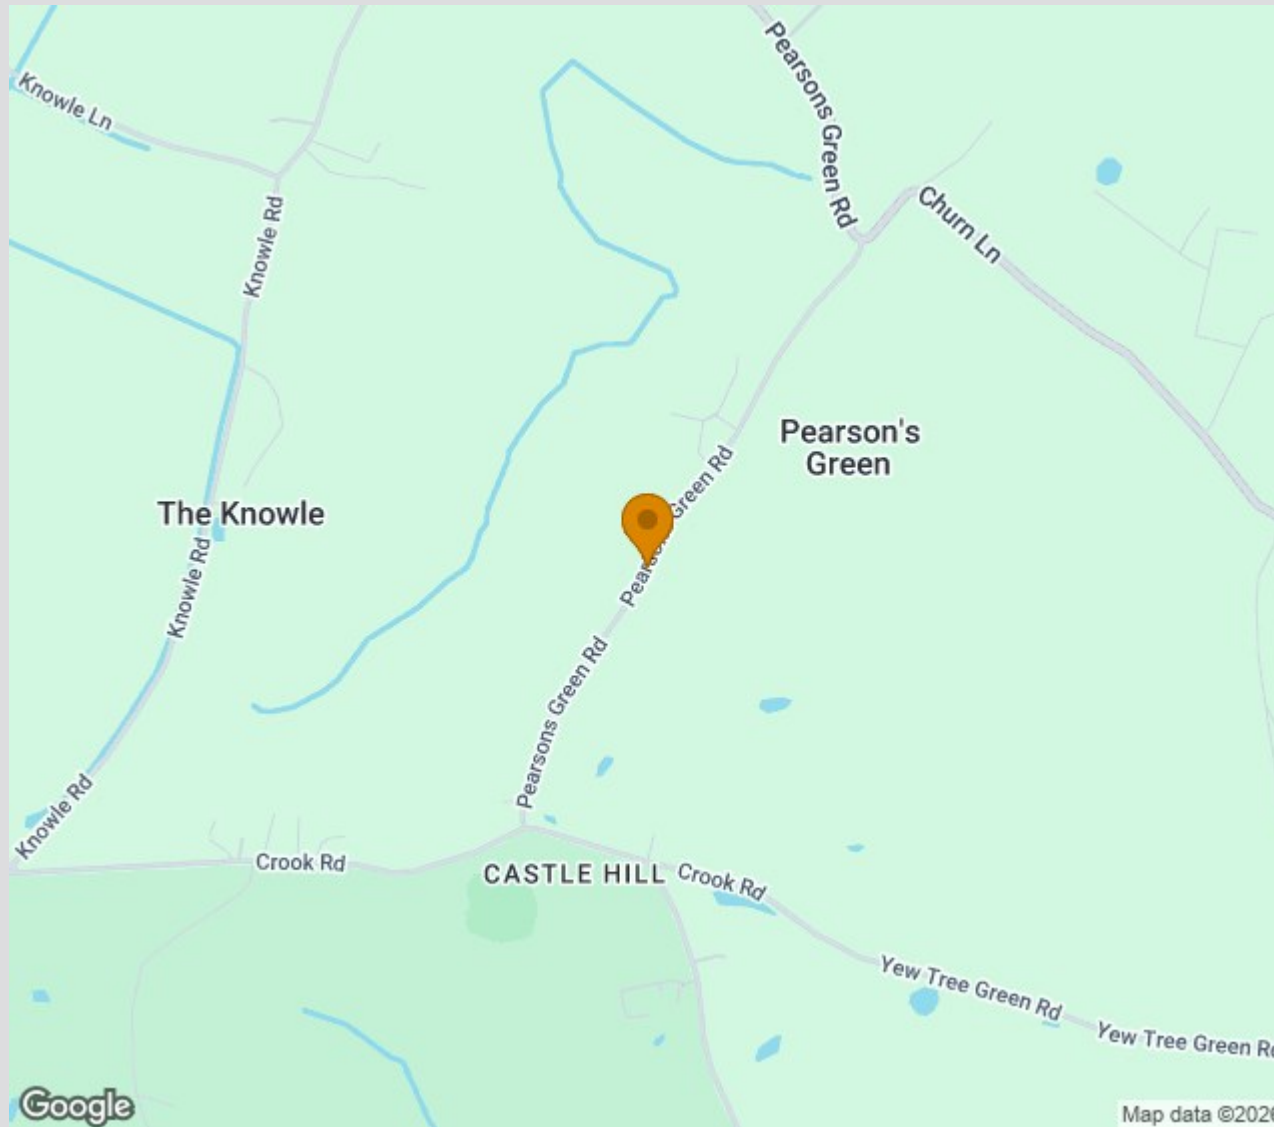 Knowle Ln
Pearsons Green Rd
Churn Ln
Knowle Rd
Pearson's
Green
Pearsons Green Rd
The Knowle
Knowle Rd
Pearsons Green Rd
Knowle Rd
Crook Rd
CASTLE HILL
Crook Rd
Yew Tree Green Rd
Yew Tree Green
Google
Map data ©2026